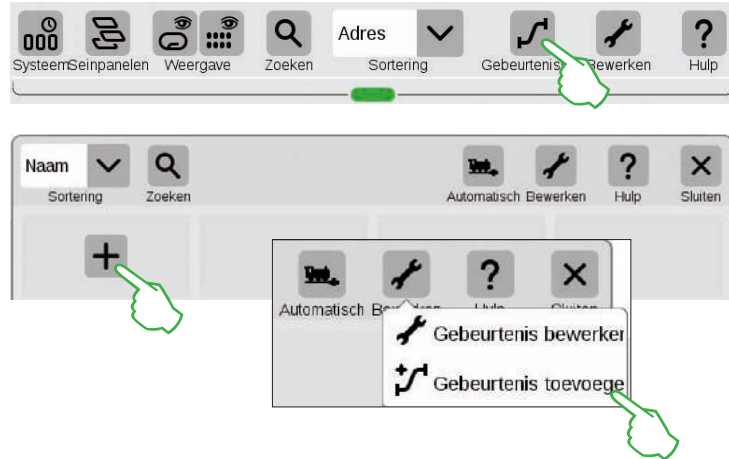 Adres
Systeem Seinpanelen Weergave Zoeken Sortering Gebeurtenis Bewerken Hulp
Naam
Sortering Zoeken Automatisch Bewerken Hulp Sluiten
Automatisch
Gebeurtenis bewerker
Gebeurtenis toevoege